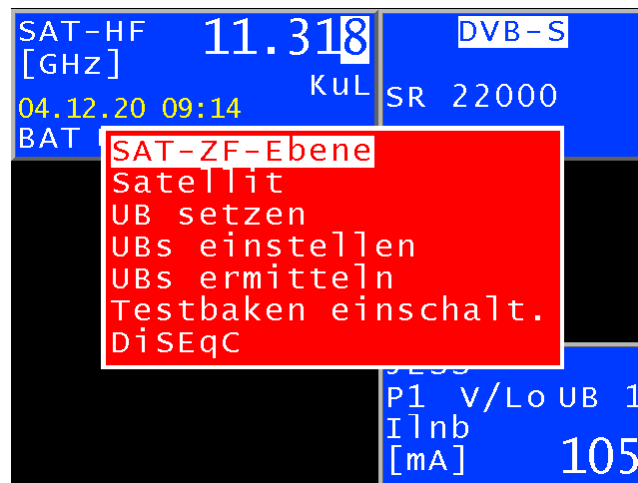 SAT-HF 11.318
[GHz]
KuL
04.12.20 09:14
BAT
DVB-S
SR 22000
SAT-ZF-Ebene
Satellit
UB setzen
UBs einstellen
UBs ermitteln
Testbaken einschalt.
DiSEqC
P1 V/Lo UB 1
Ilnb
[mA] 105